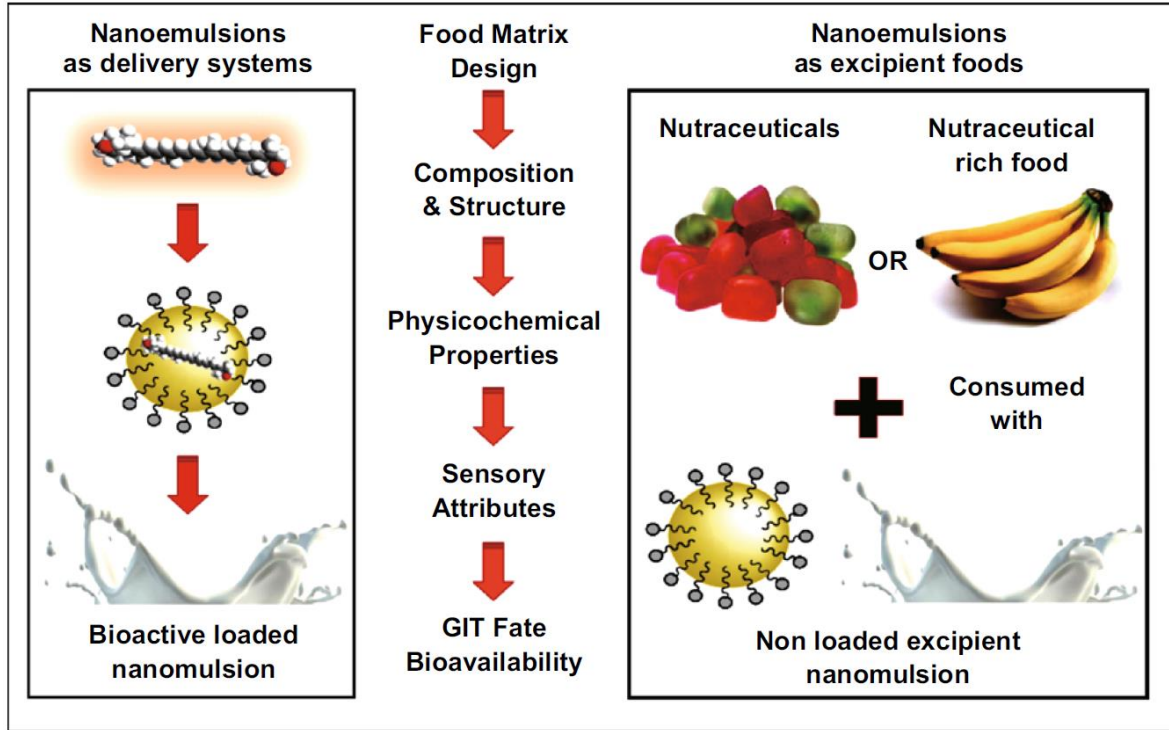 Nanoemulsions
as delivery systems
Bioactive loaded
nanomulsion
Food Matrix
Design
Composition
& Structure
Physicochemical
Properties
Sensory
Attributes
GIT Fate
Bioavailability
Nanoemulsions
as excipient foods
Nutraceuticals
OR
Nutraceutical
rich food
Consumed
with
Non loaded excipient
nanomulsion